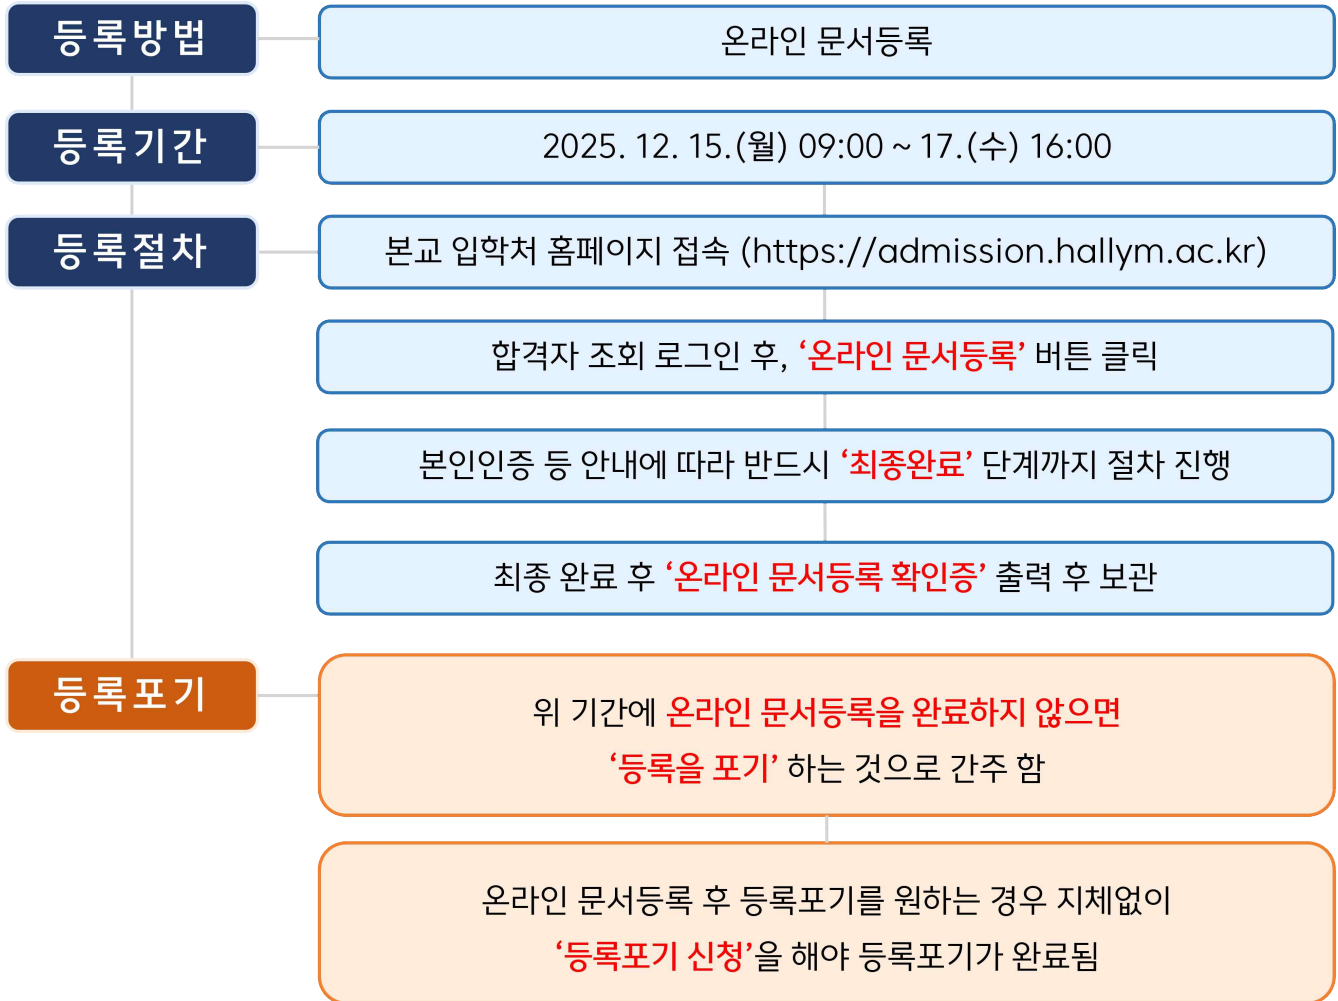 등록방법
온라인 문서등록
등록기간
2025. 12. 15.(월) 09:00 ~ 17.(수) 16:00
등록절차
본교 입학처 홈페이지 접속 (https://admission.hallym.ac.kr)
합격자 조회 로그인 후, ‘온라인 문서등록’ 버튼 클릭
본인인증 등 안내에 따라 반드시 ‘최종완료’ 단계까지 절차 진행
최종 완료 후 ‘온라인 문서등록 확인증’ 출력 후 보관
등록포기
위 기간에 온라인 문서등록을 완료하지 않으면
‘등록을 포기’ 하는 것으로 간주 함
온라인 문서등록 후 등록포기를 원하는 경우 지체없이
‘등록포기 신청’을 해야 등록포기가 완료됨